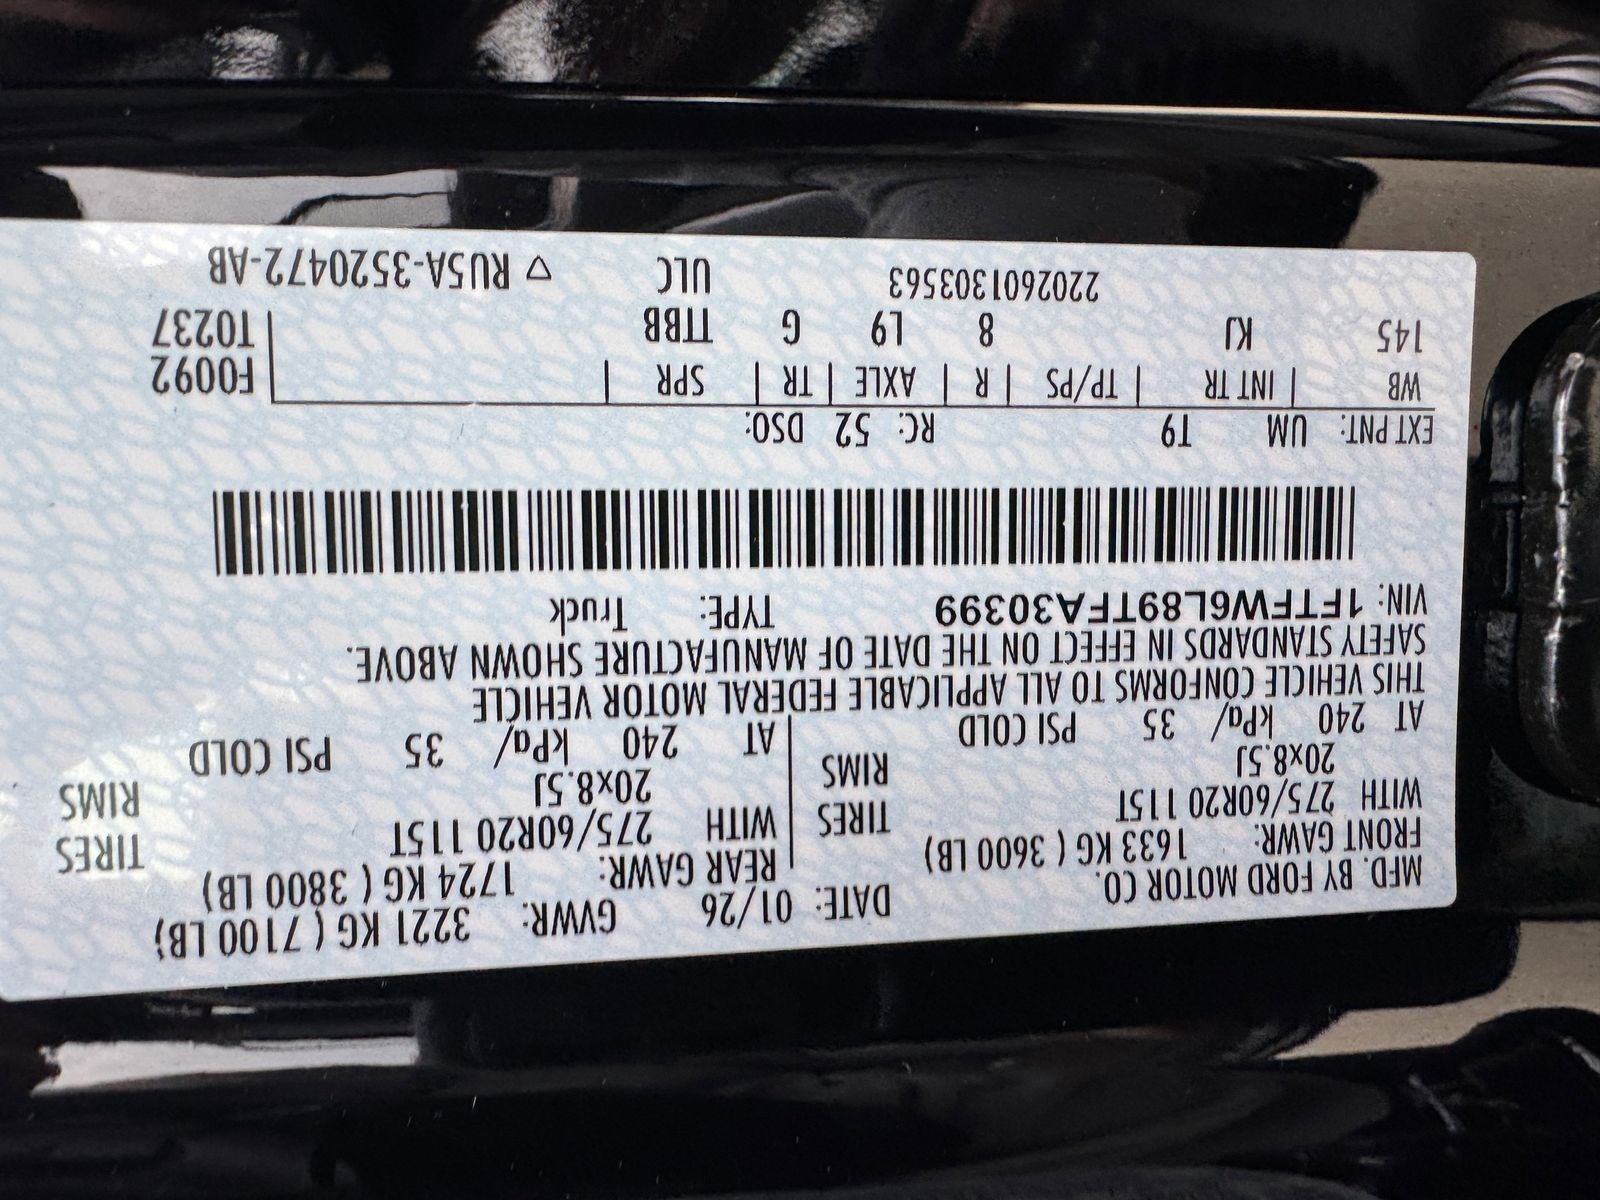 MFD. BY FORD MOTOR CO. DATE: 01/26 GVWR: 3221 KG ( 7100 LB)
FRONT GAWR: 1633 KG ( 3600 LB) REAR GAWR: 1724 KG ( 3800 LB)
WITH 275/60R20 115T TIRES WITH 275/60R20 115T TIRES
20x8.5J RIMS 20x8.5J RIMS
AT 240 kPa/ 35 PSI COLD AT 240 kPa/ 35 PSI COLD
THIS VEHICLE CONFORMS TO ALL APPLICABLE FEDERAL MOTOR VEHICLE
SAFETY STANDARDS IN EFFECT ON THE DATE OF MANUFACTURE SHOWN ABOVE.
VIN: 1FTFW6L89TFA30399 TYPE: Truck
EXT PNT: UM T9 RC: 52 DSO:
WB | INT TR | TP/PS | R | AXLE | TR | SPR | F0092
145 KJ 8 L9 G TTBB T0237
2202601303563 ULC ▽ RU5A-3520472-AB